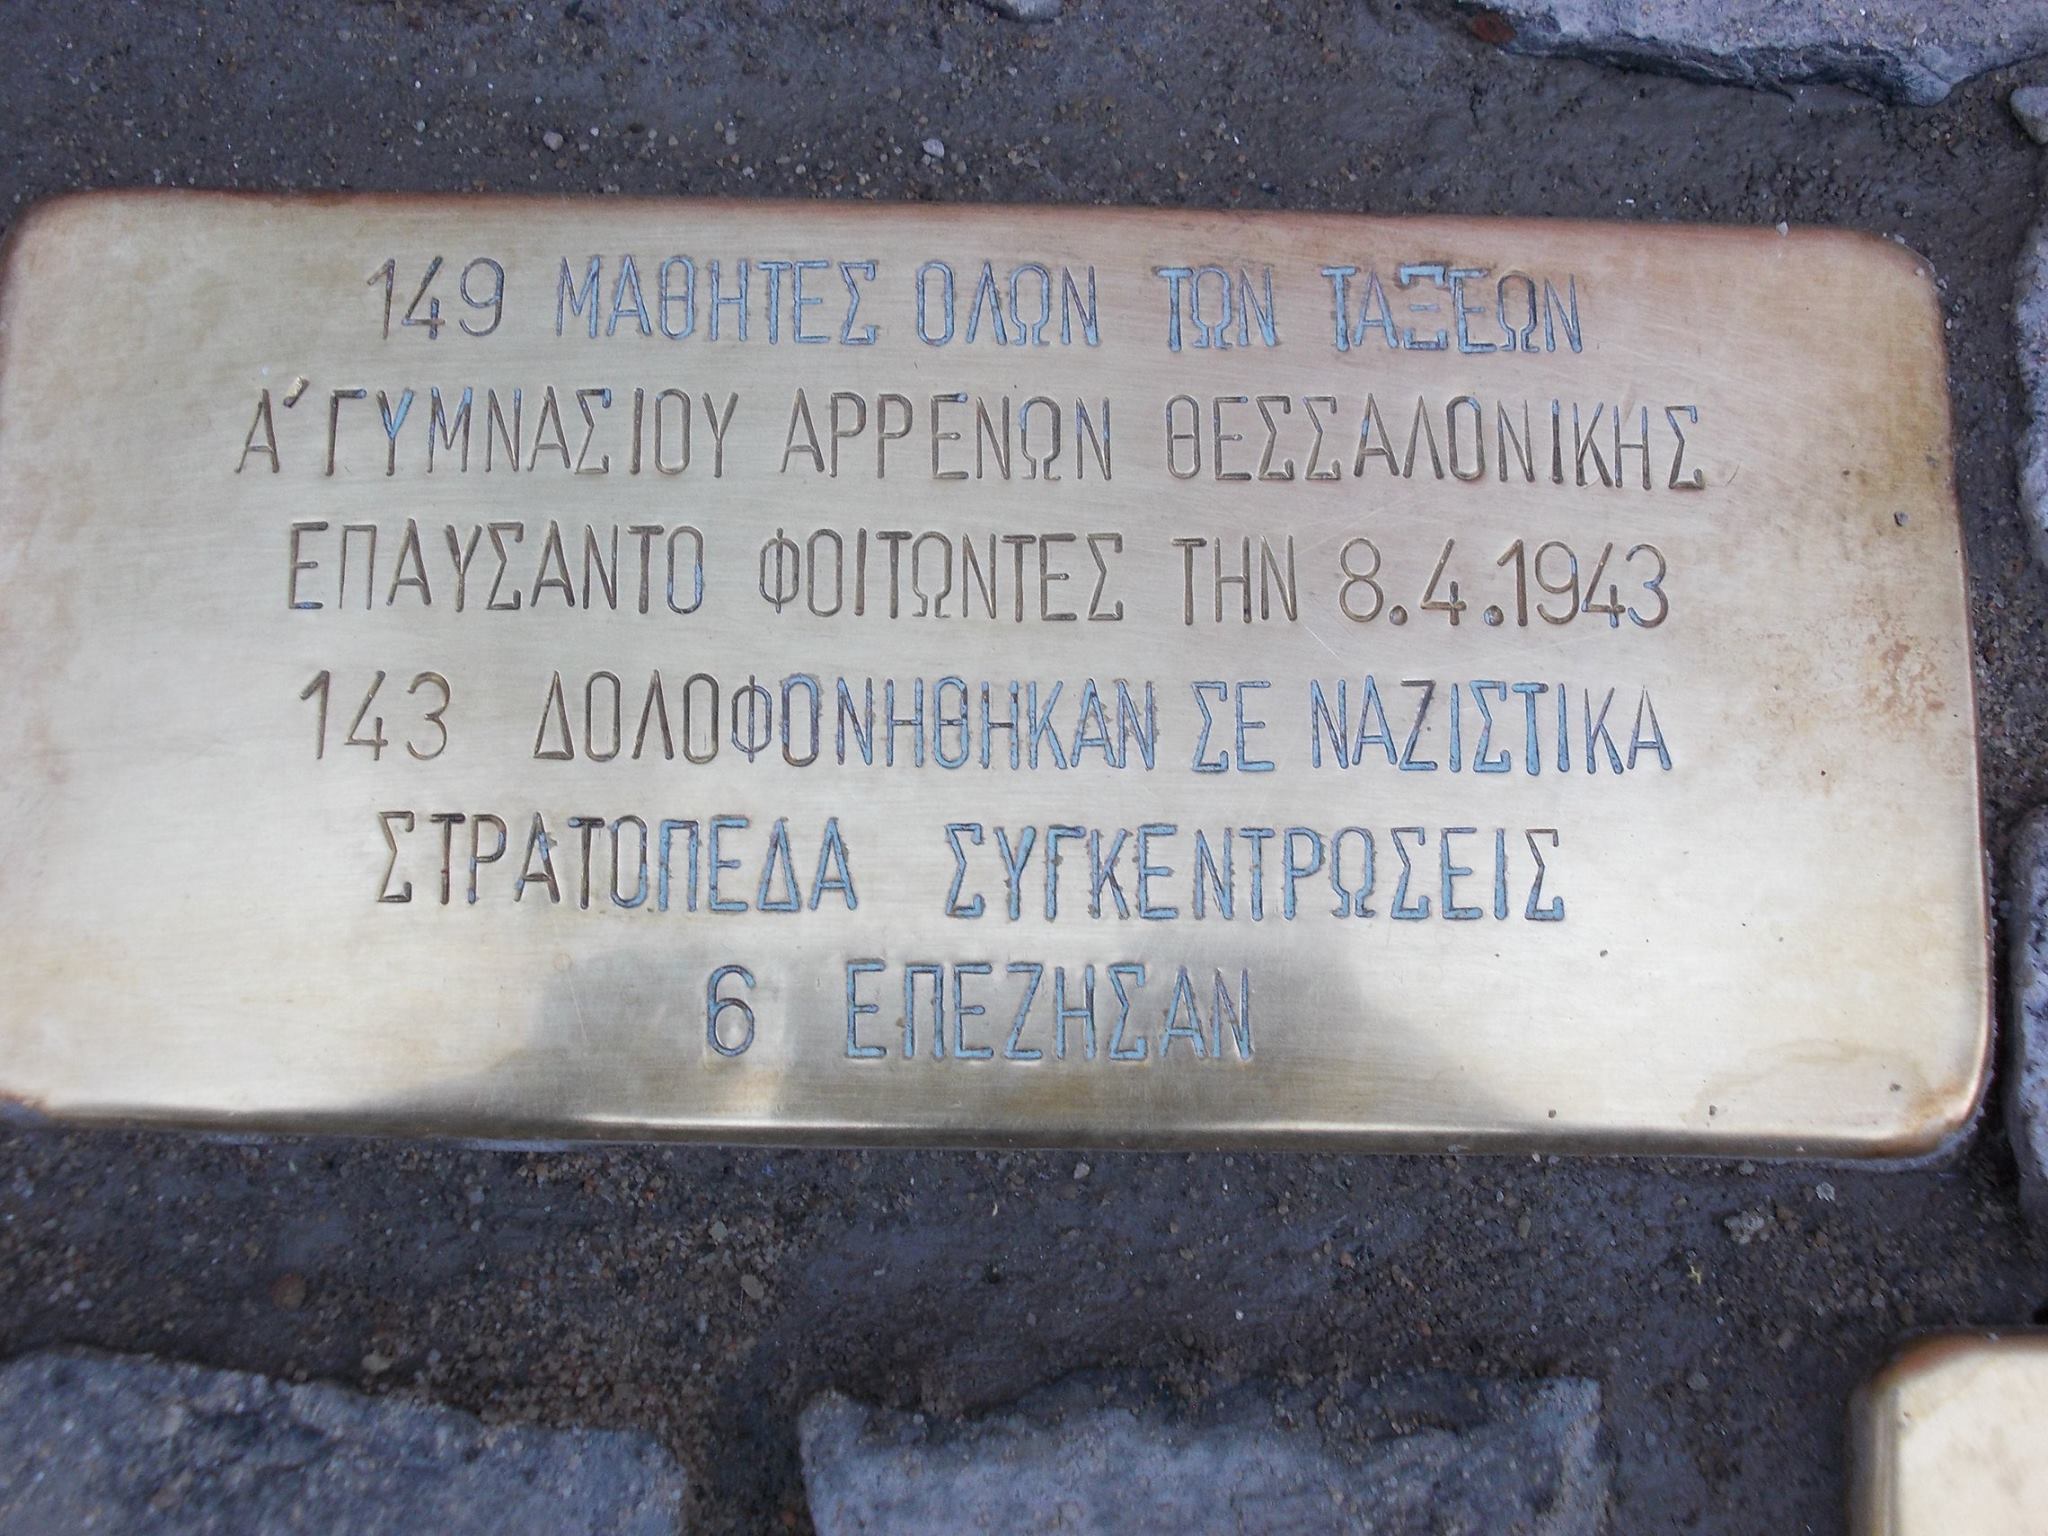 149 ΜΑΘΗΤΕΣ ΟΛΩΝ ΤΩΝ ΤΑΞΕΩΝ
Α΄ ΓΥΜΝΑΣΙΟΥ ΑΡΡΕΝΩΝ ΘΕΣΣΑΛΟΝΙΚΗΣ
ΕΠΑΥΣΑΝΤΟ ΦΟΙΤΩΝΤΕΣ ΤΗΝ 8.4.1943
143 ΔΟΛΟΦΟΝΗΘΗΚΑΝ ΣΕ ΝΑΖΙΣΤΙΚΑ
ΣΤΡΑΤΟΠΕΔΑ ΣΥΓΚΕΝΤΡΩΣΕΙΣ
6 ΕΠΕΖΗΣΑΝ